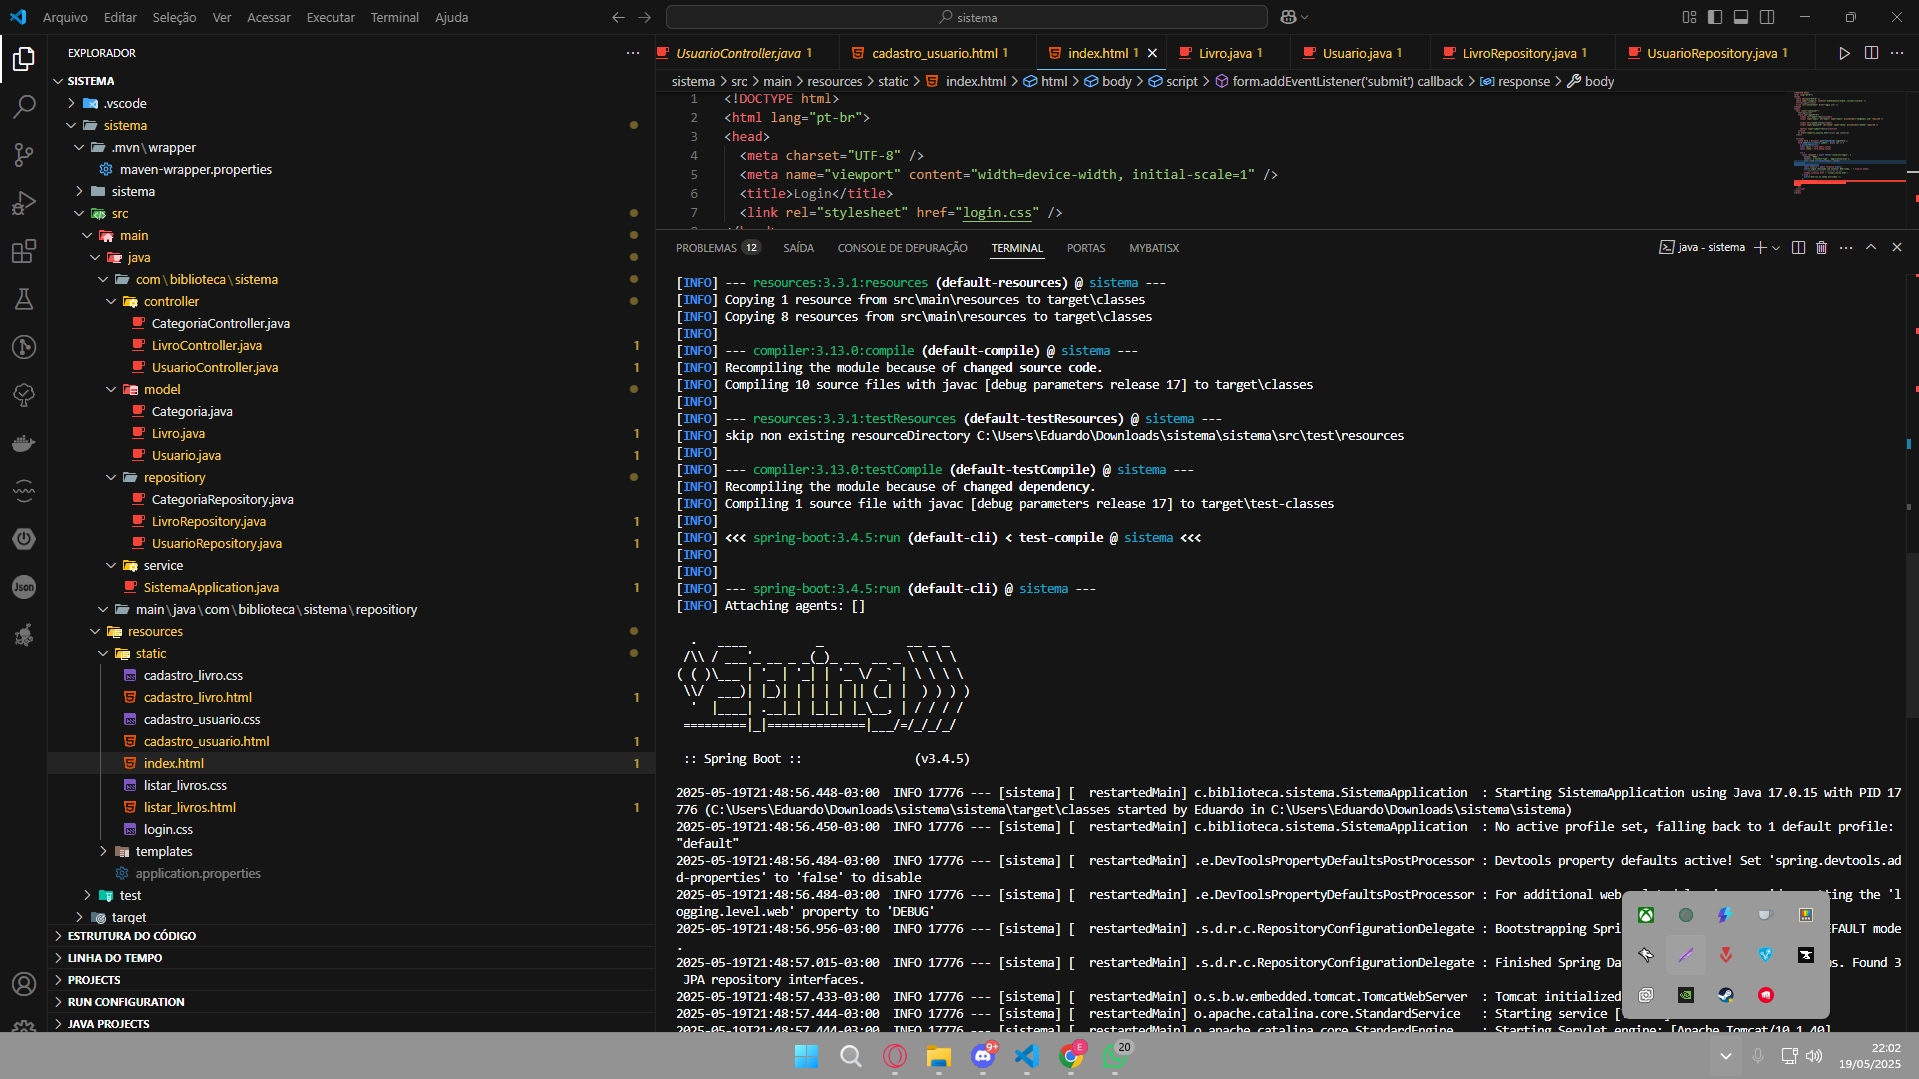 Arquivo Editar Seleção Ver Acessar Executar Terminal Ajuda
sistema
EXPLORADOR
SISTEMA
.vscode
sistema
.mvn\wrapper
maven-wrapper.properties
sistema
src
main
java
com\biblioteca\sistema
controller
CategoriaController.java
LivroController.java 1
UsuarioController.java 1
model
Categoria.java
Livro.java 1
Usuario.java 1
repositiory
CategoriaRepository.java
LivroRepository.java 1
UsuarioRepository.java 1
service
SistemaApplication.java 1
main\java\com\biblioteca\sistema\repositiory
resources
static
cadastro_livro.css
cadastro_livro.html 1
cadastro_usuario.css
cadastro_usuario.html 1
index.html 1
listar_livros.css
listar_livros.html 1
login.css
templates
application.properties
test
target
ESTRUTURA DO CÓDIGO
LINHA DO TEMPO
PROJECTS
RUN CONFIGURATION
JAVA PROJECTS
Json
UsuarioController.java 1 cadastro_usuario.html 1 index.html 1 Livro.java 1 Usuario.java 1 LivroRepository.java 1 UsuarioRepository.java 1
sistema > src > main > resources > static > index.html > html > body > script > form.addEventListener('submit') callback > response > body
1 <!DOCTYPE html>
2 <html lang="pt-br">
3 <head>
4 <meta charset="UTF-8" />
5 <meta name="viewport" content="width=device-width, initial-scale=1" />
6 <title>Login</title>
7 <link rel="stylesheet" href="login.css" />
PROBLEMAS 12 SAÍDA CONSOLE DE DEPURAÇÃO TERMINAL PORTAS MYBATISX
java - sistema
[INFO] --- resources:3.3.1:resources (default-resources) @ sistema ---
[INFO] Copying 1 resource from src\main\resources to target\classes
[INFO] Copying 8 resources from src\main\resources to target\classes
[INFO]
[INFO] --- compiler:3.13.0:compile (default-compile) @ sistema ---
[INFO] Recompiling the module because of changed source code.
[INFO] Compiling 10 source files with javac [debug parameters release 17] to target\classes
[INFO]
[INFO] --- resources:3.3.1:testResources (default-testResources) @ sistema ---
[INFO] skip non existing resourceDirectory C:\Users\Eduardo\Downloads\sistema\sistema\src\test\resources
[INFO]
[INFO] --- compiler:3.13.0:testCompile (default-testCompile) @ sistema ---
[INFO] Recompiling the module because of changed dependency.
[INFO] Compiling 1 source file with javac [debug parameters release 17] to target\test-classes
[INFO]
[INFO] <<< spring-boot:3.4.5:run (default-cli) < test-compile @ sistema <<<
[INFO]
[INFO]
[INFO] --- spring-boot:3.4.5:run (default-cli) @ sistema ---
[INFO] Attaching agents: []
:: Spring Boot :: (v3.4.5)
2025-05-19T21:48:56.448-03:00 INFO 17776 --- [sistema] [ restartedMain] c.biblioteca.sistema.SistemaApplication : Starting SistemaApplication using Java 17.0.15 with PID 17
776 (C:\Users\Eduardo\Downloads\sistema\sistema\target\classes started by Eduardo in C:\Users\Eduardo\Downloads\sistema\sistema)
2025-05-19T21:48:56.450-03:00 INFO 17776 --- [sistema] [ restartedMain] c.biblioteca.sistema.SistemaApplication : No active profile set, falling back to 1 default profile:
"default"
2025-05-19T21:48:56.484-03:00 INFO 17776 --- [sistema] [ restartedMain] .e.DevToolsPropertyDefaultsPostProcessor : Devtools property defaults active! Set 'spring.devtools.ad
d-properties' to 'false' to disable
2025-05-19T21:48:56.484-03:00 INFO 17776 --- [sistema] [ restartedMain] .e.DevToolsPropertyDefaultsPostProcessor : For additional web the 'l
ogging.level.web' property to 'DEBUG'
2025-05-19T21:48:56.956-03:00 INFO 17776 --- [sistema] [ restartedMain] .s.d.r.c.RepositoryConfigurationDelegate : Bootstrapping Spri EFAULT mode
.
2025-05-19T21:48:57.015-03:00 INFO 17776 --- [sistema] [ restartedMain] .s.d.r.c.RepositoryConfigurationDelegate : Finished Spring Da s. Found 3
JPA repository interfaces.
2025-05-19T21:48:57.433-03:00 INFO 17776 --- [sistema] [ restartedMain] o.s.b.w.embedded.tomcat.TomcatWebServer : Tomcat initialized
2025-05-19T21:48:57.444-03:00 INFO 17776 --- [sistema] [ restartedMain] o.apache.catalina.core.StandardService : Starting service [
2025-05-19T21:48:57.444-03:00 INFO 17776 --- [sistema] [ restartedMain] o.apache.catalina.core.StandardEngine : Starting Servlet engine: [Apache Tomcat/10.1.40]
9+
E
20
22:02
19/05/2025